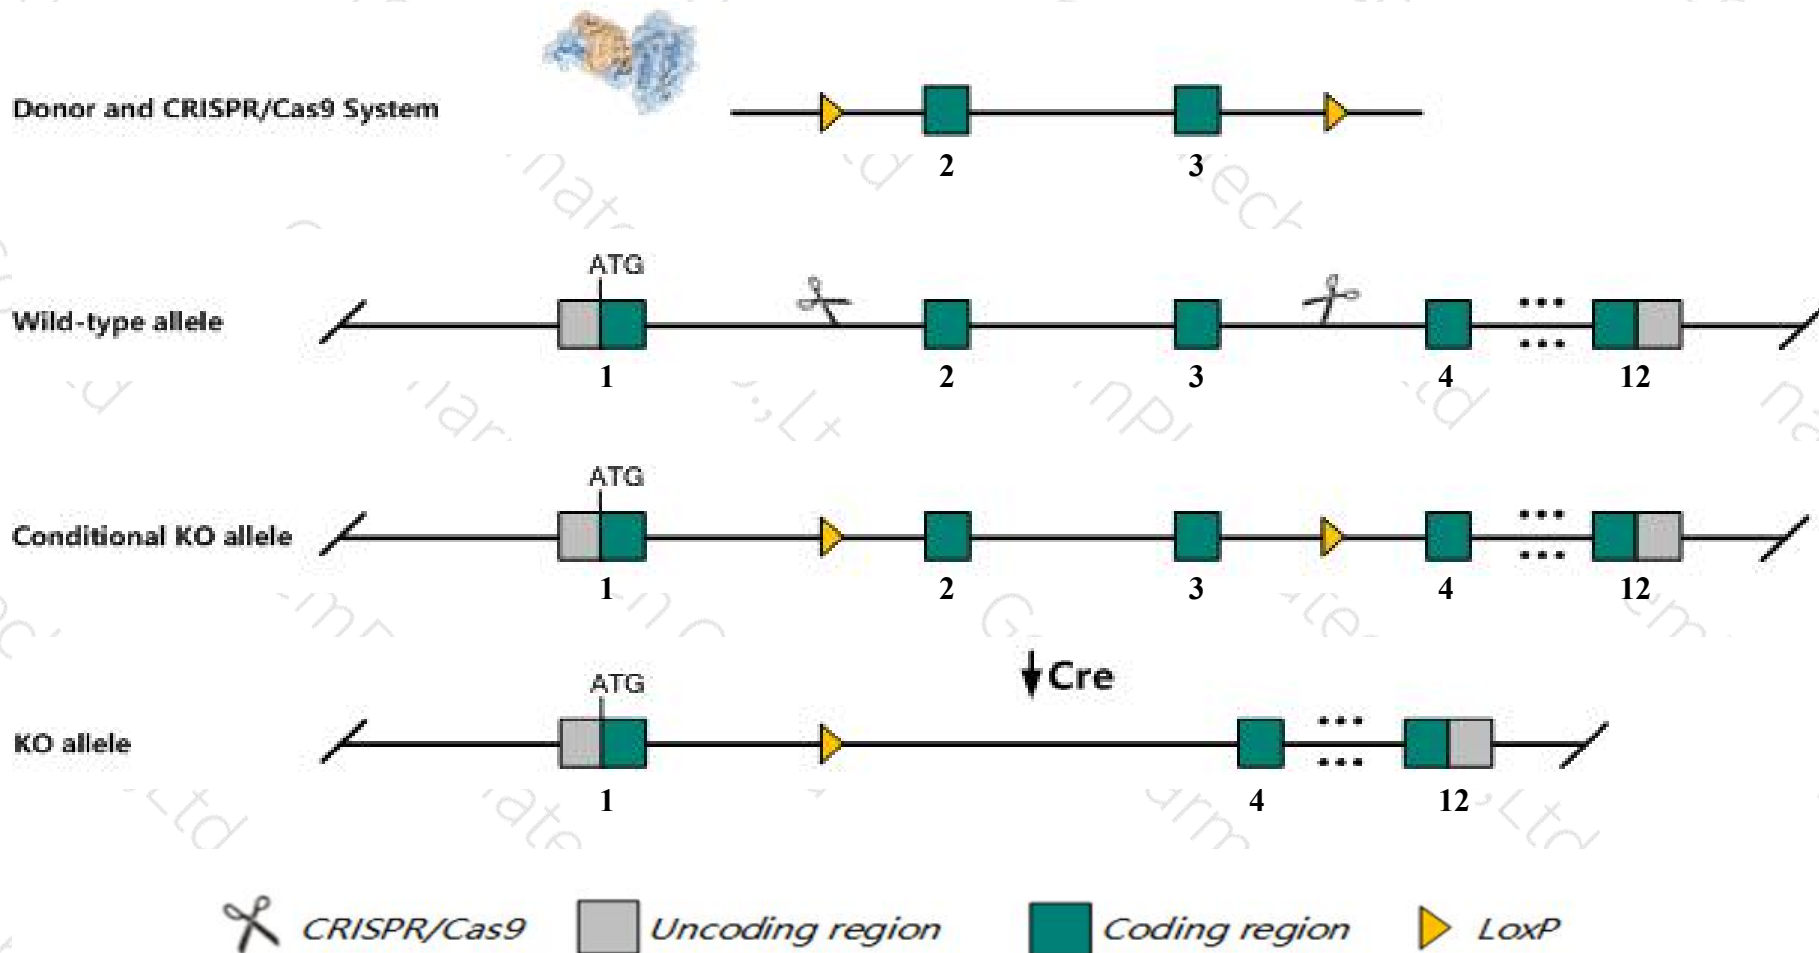 Donor and CRISPR/Cas9 System
2 3
ATG
Wild-type allele
1 2 3 4 12
ATG
Conditional KO allele
1 2 3 4 12
Cre
ATG
KO allele
1 4 12
CRISPR/Cas9 Uncoding region Coding region LoxP